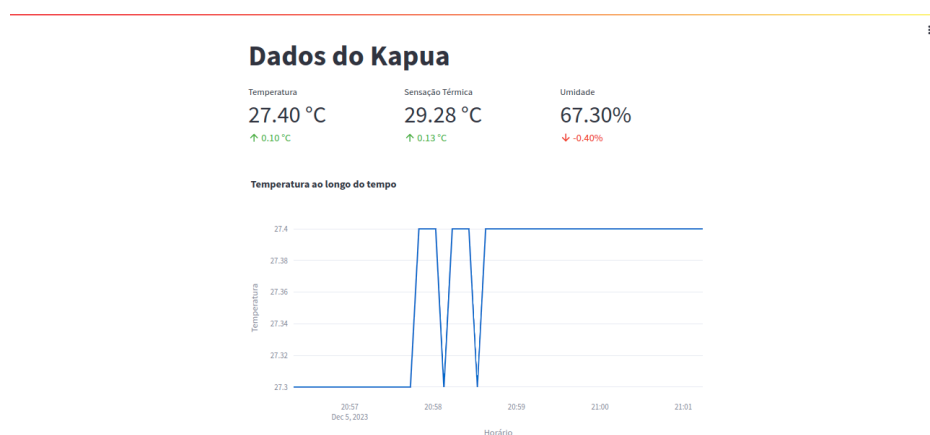 Dados do Kapua
Temperatura
27.40 °C
↑ 0.10 °C
Sensação Térmica
29.28 °C
↑ 0.13 °C
Umidade
67.30%
↓ -0.40%
Temperatura ao longo do tempo
Temperatura
27.4
27.38
27.36
27.34
27.32
27.3
20:57
Dec 5, 2023
20:58
20:59
21:00
21:01
Horário